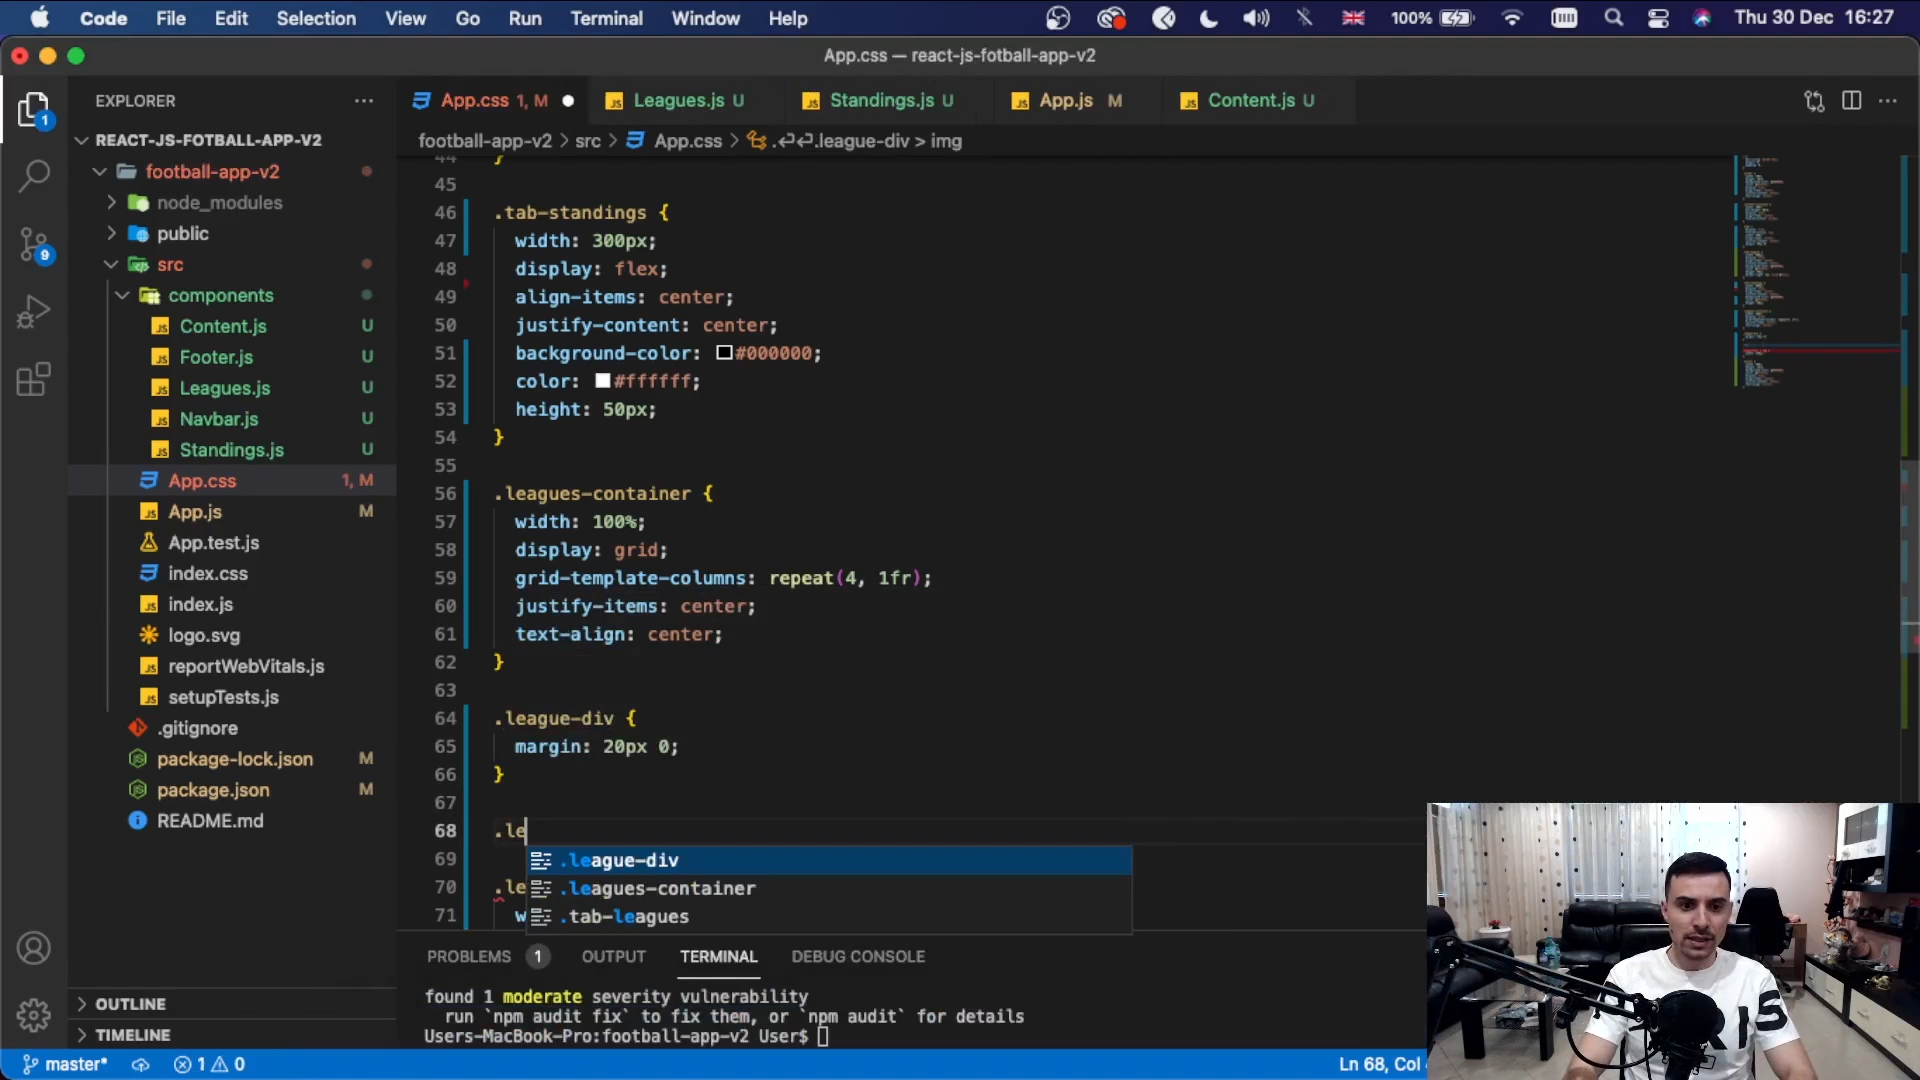 Code File Edit Selection View Go Run Terminal Window Help 100% Thu 30 Dec 16:27
App.css — react-js-fotball-app-v2
EXPLORER
App.css 1, M
Leagues.js U
Standings.js U
App.js M
Content.js U
football-app-v2 > src > App.css > .↩↩.league-div > img
REACT-JS-FOTBALL-APP-V2
football-app-v2
node_modules
public
src
components
Content.js U
Footer.js U
Leagues.js U
Navbar.js U
Standings.js U
App.css 1, M
App.js M
App.test.js
index.css
index.js
logo.svg
reportWebVitals.js
setupTests.js
.gitignore
package-lock.json M
package.json M
README.md
OUTLINE
TIMELINE
1
9
44 }
45
46 .tab-standings {
47 width: 300px;
48 display: flex;
49 align-items: center;
50 justify-content: center;
51 background-color: #000000;
52 color: #ffffff;
53 height: 50px;
54 }
55
56 .leagues-container {
57 width: 100%;
58 display: grid;
59 grid-template-columns: repeat(4, 1fr);
60 justify-items: center;
61 text-align: center;
62 }
63
64 .league-div {
65 margin: 20px 0;
66 }
67
68 .le
69
70 .le
71 w
.league-div
.leagues-container
.tab-leagues
PROBLEMS 1 OUTPUT TERMINAL DEBUG CONSOLE
found 1 moderate severity vulnerability
run `npm audit fix` to fix them, or `npm audit` for details
Users-MacBook-Pro:football-app-v2 User$
master* 1 0
Ln 68, Col